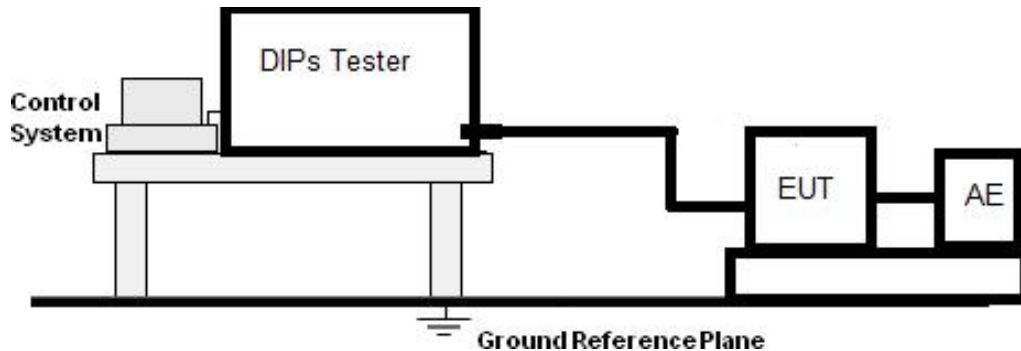 DIPs Tester
Control
System
EUT
AE
Ground Reference Plane